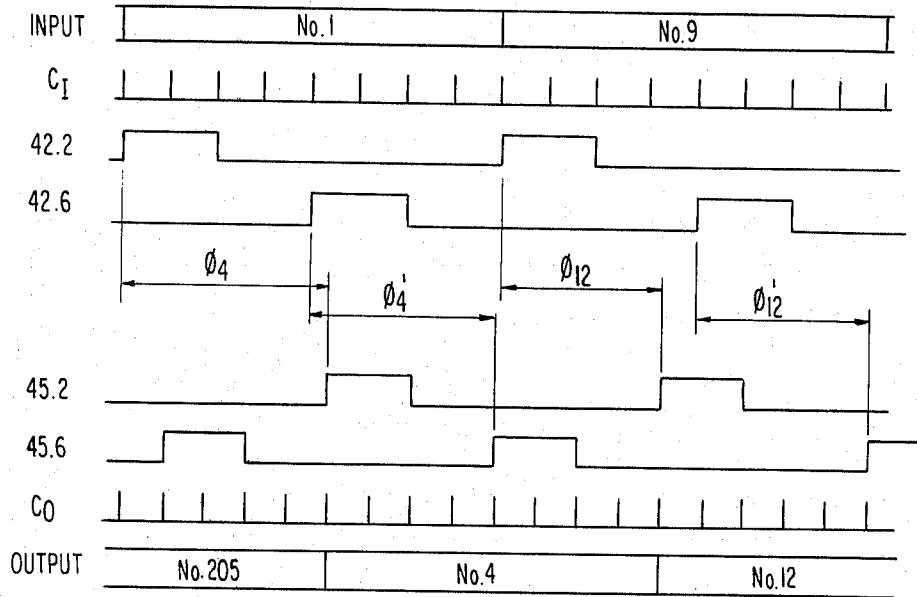 INPUT No.1 No.9
CI
42.2
42.6
ø4 ø12
ø4' ø12'
45.2
45.6
CO
OUTPUT No.205 No.4 No.12